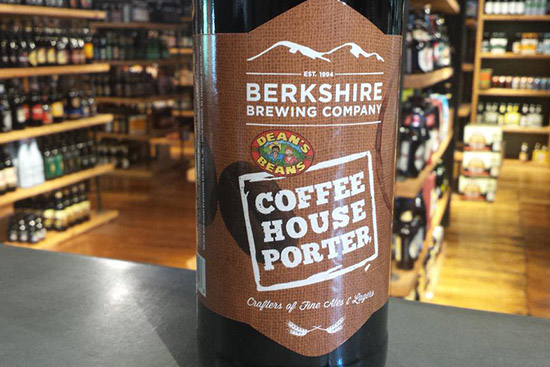 EST. 1994
BERKSHIRE
BREWING COMPANY
DEAN'S
BEANS
COFFEE
HOUSE
PORTER
Crafters of Fine Ales & Lagers